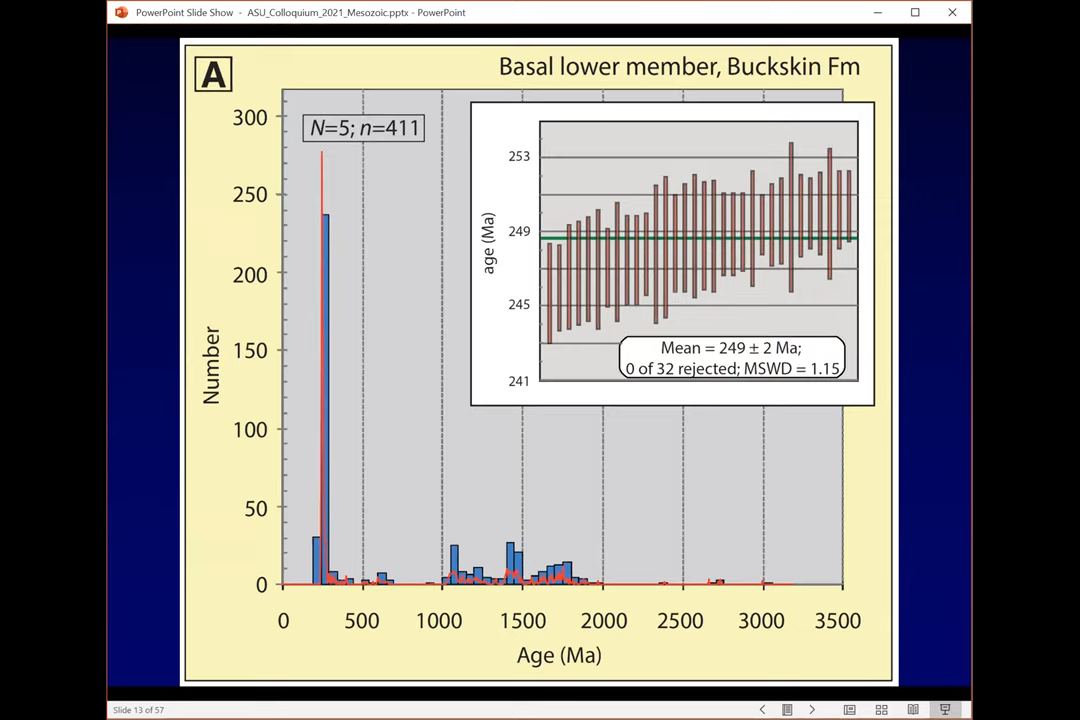 PowerPoint Slide Show - ASU_Colloquium_2021_Mesozoic.pptx - PowerPoint
A
Basal lower member, Buckskin Fm
N=5; n=411
300
250
200
150
100
50
0
Number
0 500 1000 1500 2000 2500 3000 3500
Age (Ma)
253
249
245
241
age (Ma)
Mean = 249 ± 2 Ma;
0 of 32 rejected; MSWD = 1.15
Slide 13 of 57